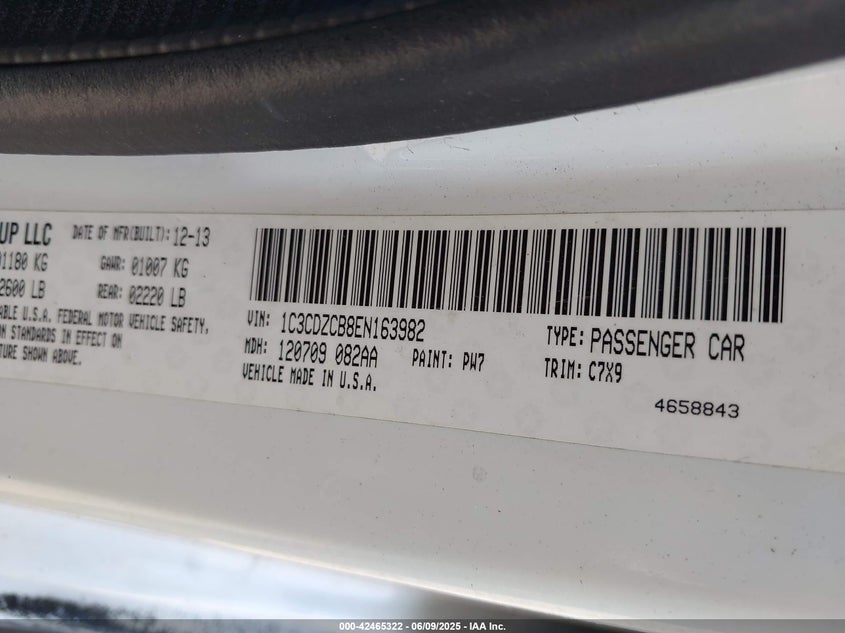 UP LLC DATE OF MFR(BUILT): 12-13
1180 KG GAWR: 01007 KG
2600 LB REAR: 02220 LB
ABLE U.S.A. FEDERAL MOTOR VEHICLE SAFETY,
ON STANDARDS IN EFFECT ON
TURE SHOWN ABOVE.
VIN: 1C3CDZCB8EN163982 TYPE: PASSENGER CAR
MDH: 120709 082AA PAINT: PW7 TRIM: C7X9
VEHICLE MADE IN U.S.A.
4658843
000-42465322 | 06/09/2025 - IAA Inc.